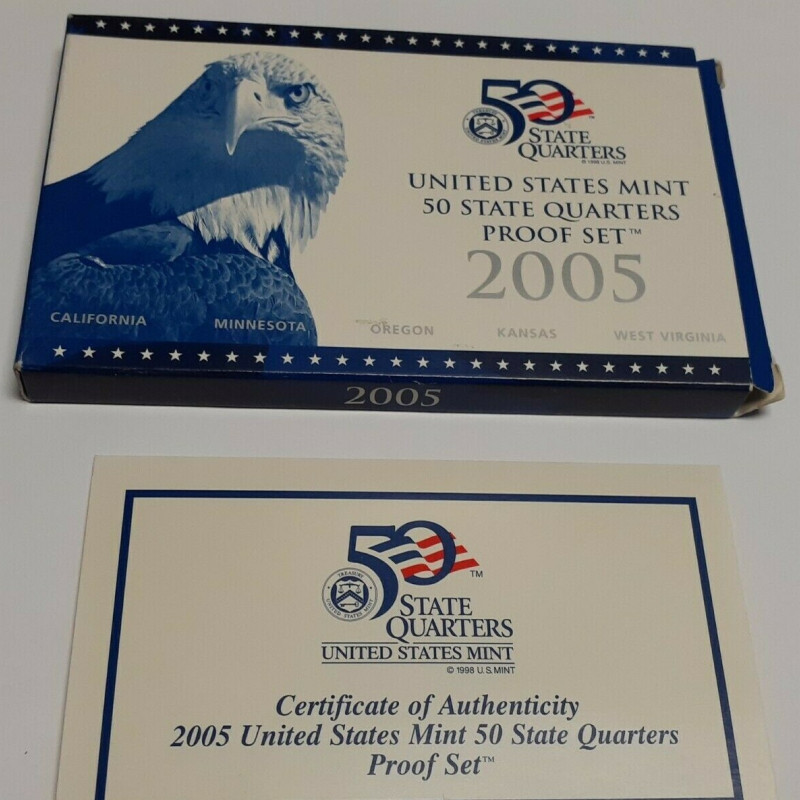 50
STATE
QUARTERS
© 1998 U.S. MINT
UNITED STATES MINT
50 STATE QUARTERS
PROOF SET™
2005
CALIFORNIA MINNESOTA OREGON KANSAS WEST VIRGINIA
2005
50
TM
STATE
QUARTERS
UNITED STATES MINT
© 1998 U.S. MINT
Certificate of Authenticity
2005 United States Mint 50 State Quarters
Proof Set™